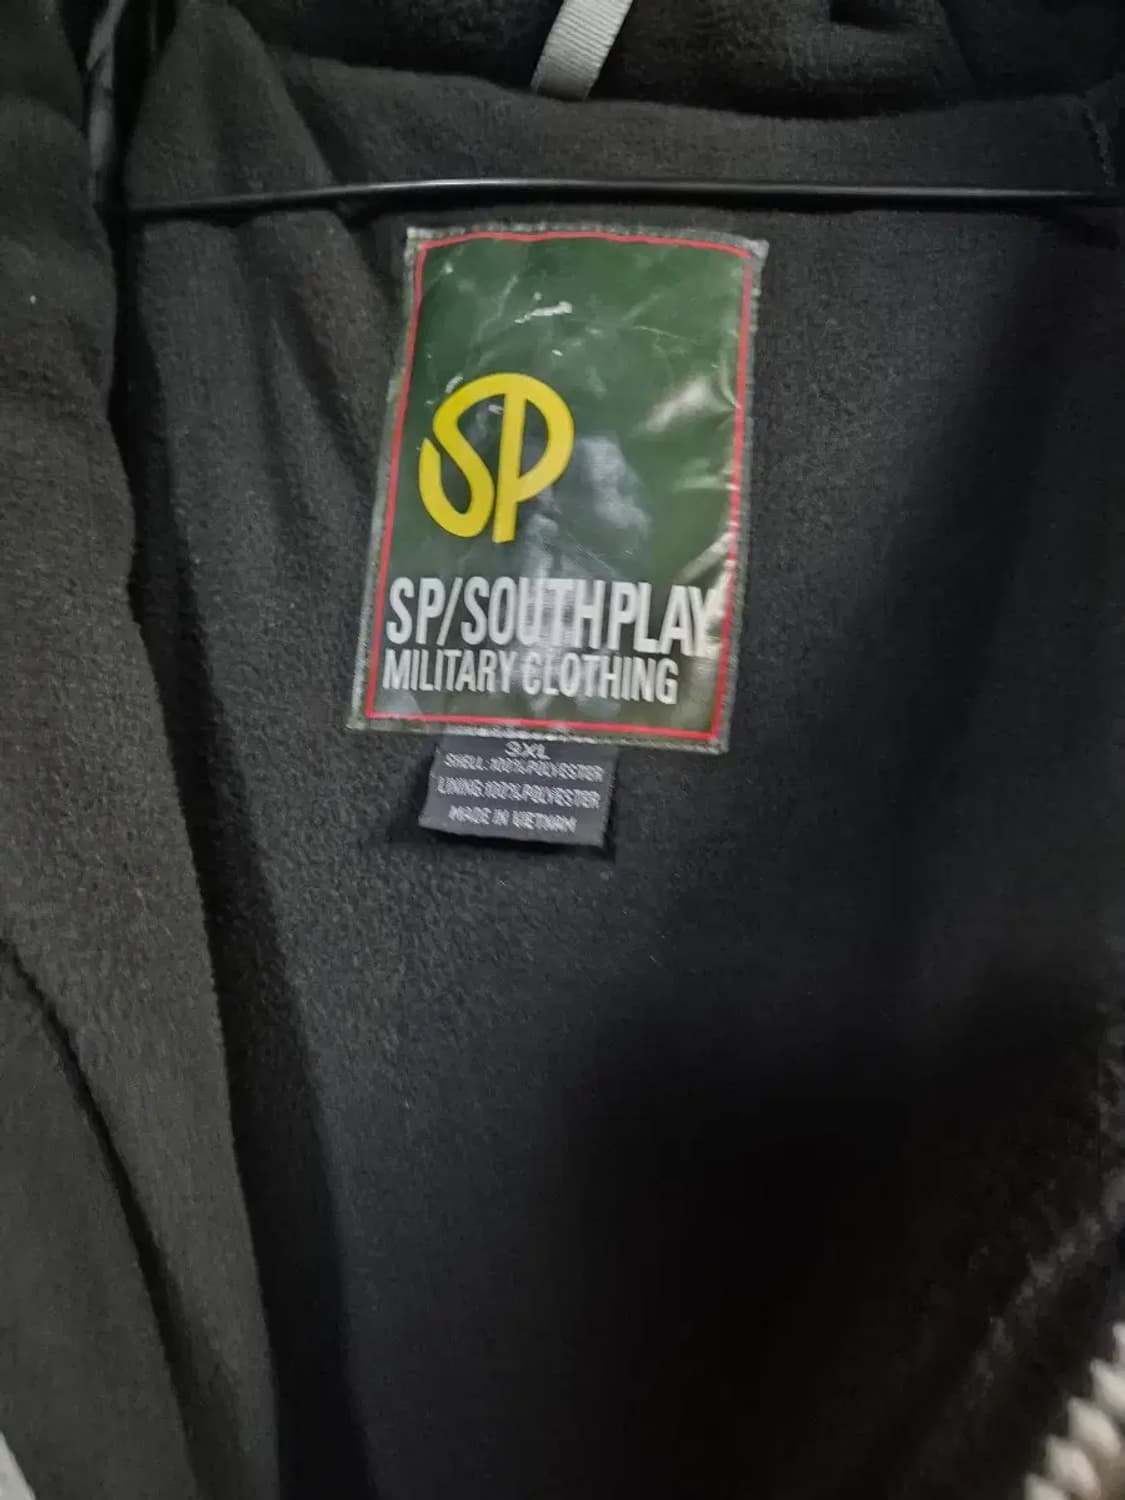 SP
SP/SOUTHPLAY
MILITARY CLOTHING
3XL
SHELL:100%POLYESTER
LINING:100%POLYESTER
MADE IN VIETNAM